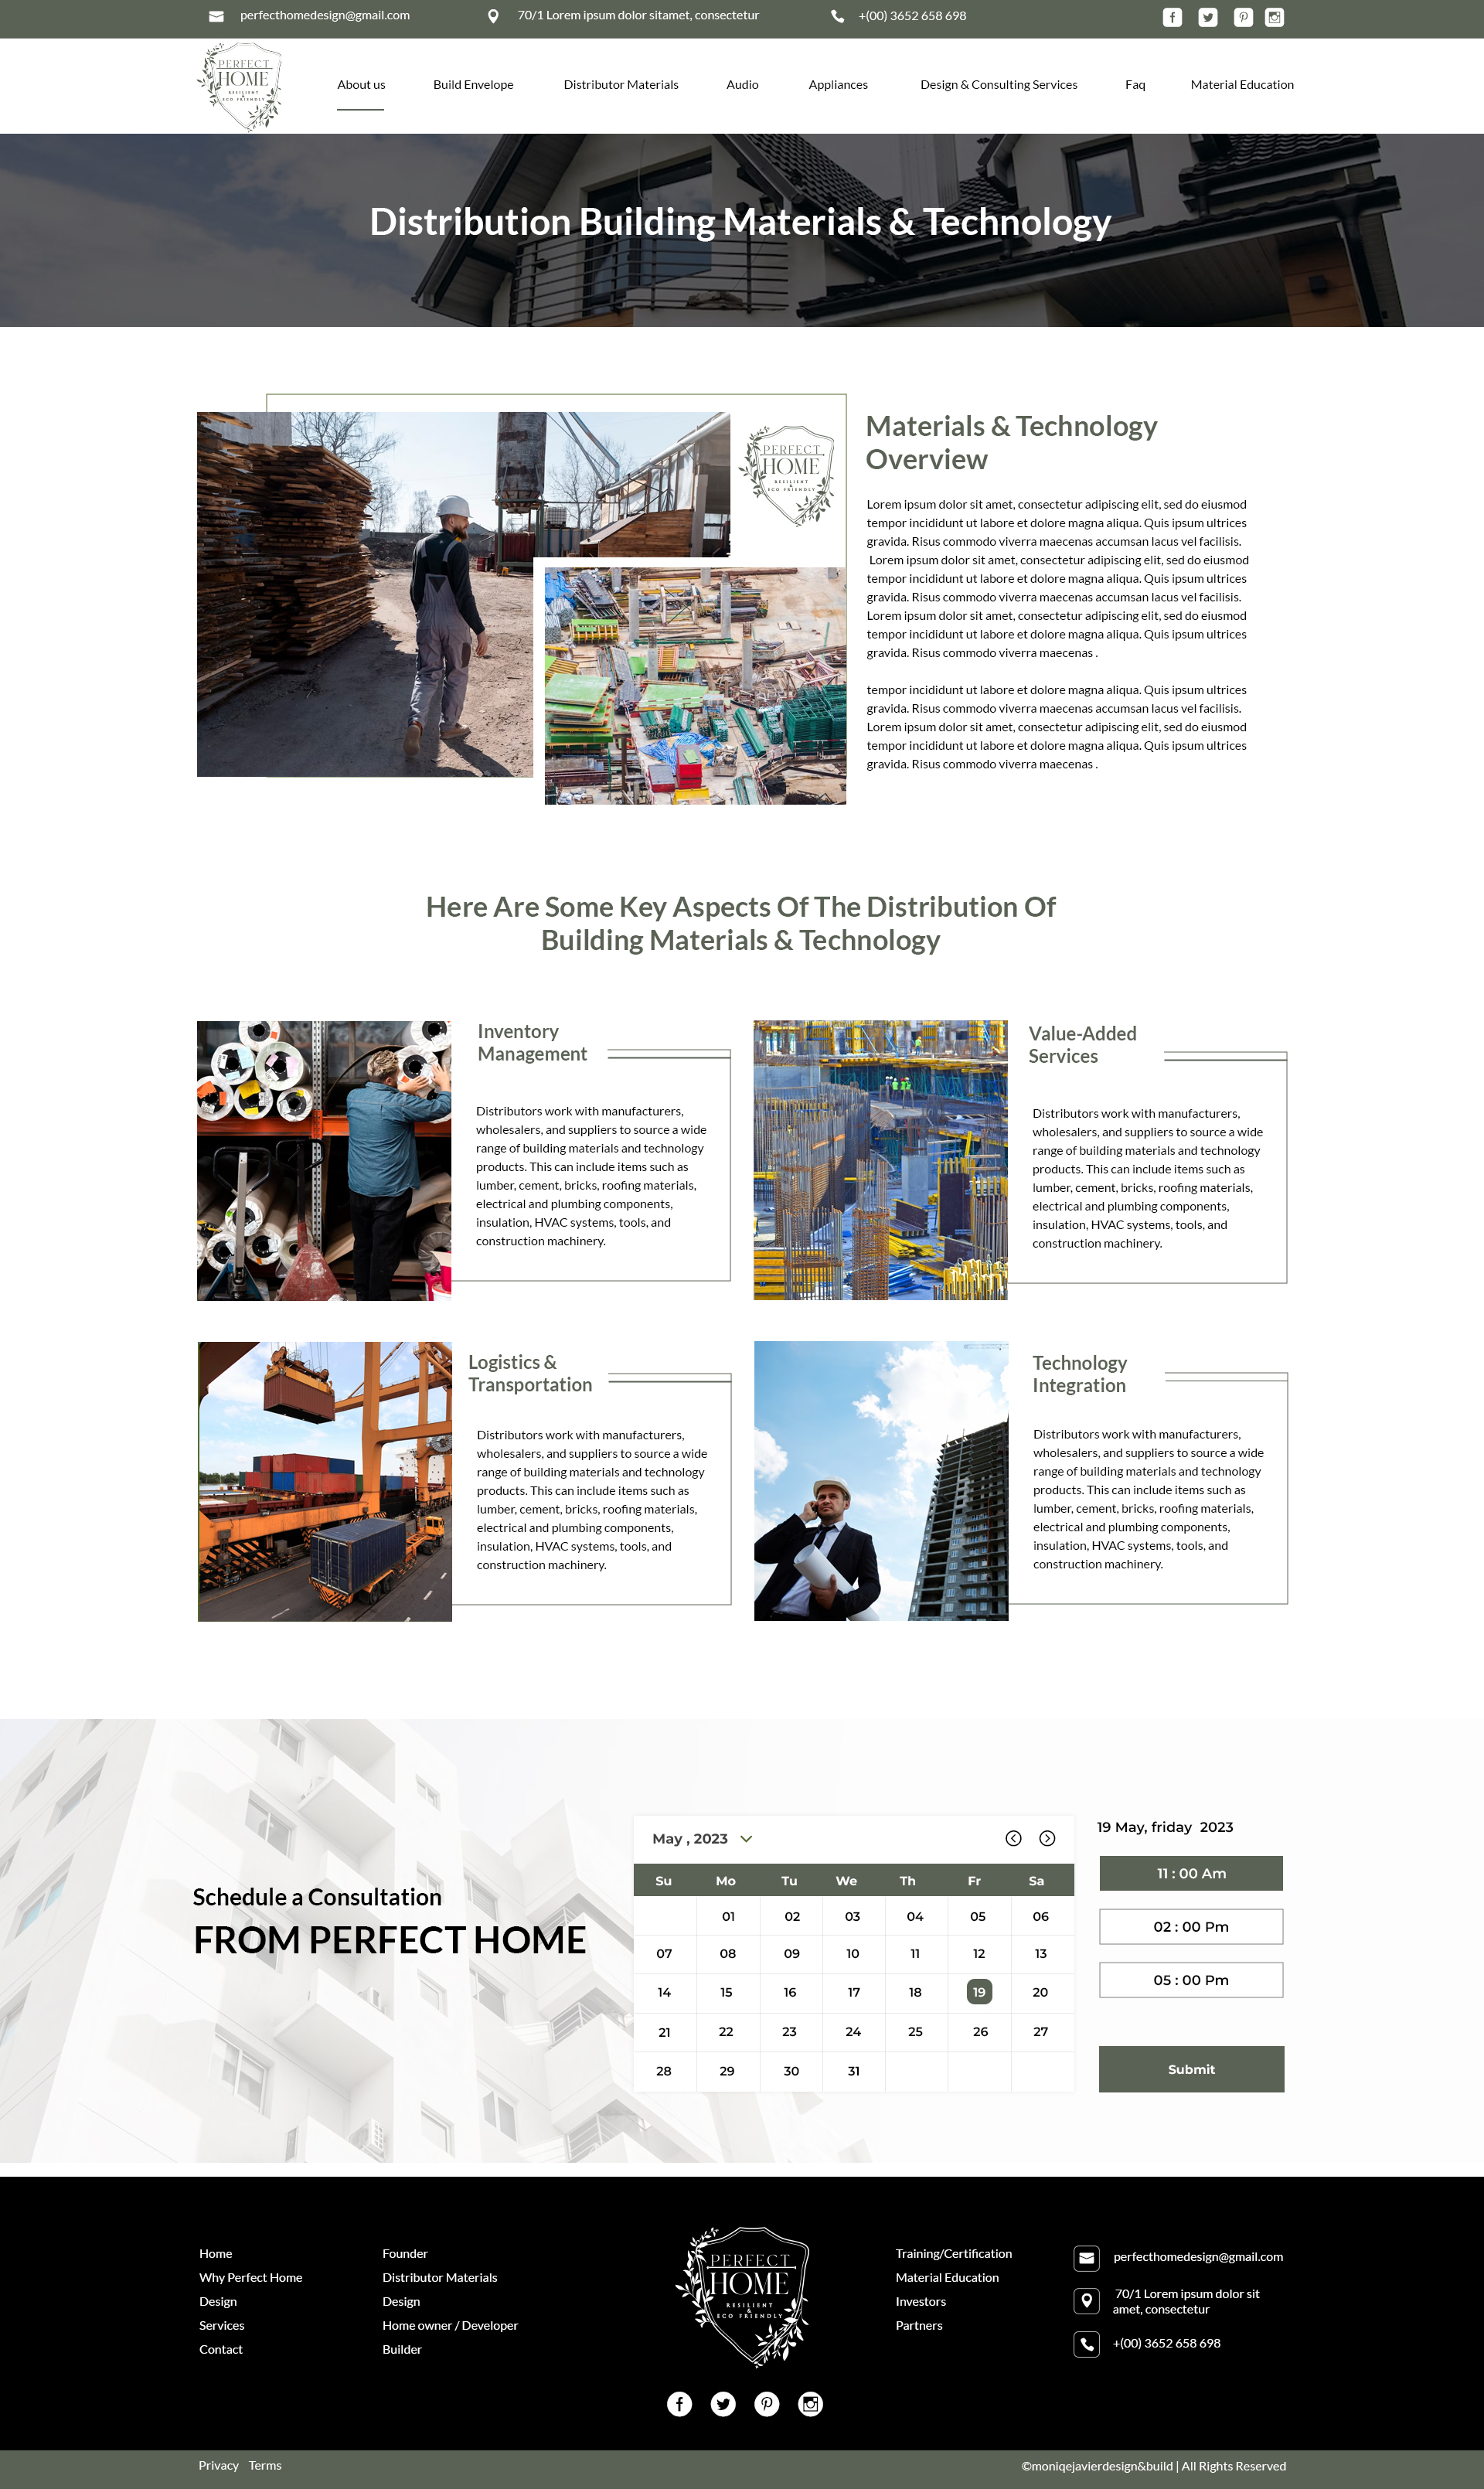 perfecthomedesign@gmail.com
70/1 Lorem ipsum dolor sitamet, consectetur
+(00) 3652 658 698
PERFECT
HOME
RESILIENT
&
ECO FRIENDLY
About us
Build Envelope
Distributor Materials
Audio
Appliances
Design & Consulting Services
Faq
Material Education
Distribution Building Materials & Technology
PERFECT
HOME
RESILIENT
&
ECO FRIENDLY
Materials & Technology
Overview
Lorem ipsum dolor sit amet, consectetur adipiscing elit, sed do eiusmod
tempor incididunt ut labore et dolore magna aliqua. Quis ipsum ultrices
gravida. Risus commodo viverra maecenas accumsan lacus vel facilisis.
Lorem ipsum dolor sit amet, consectetur adipiscing elit, sed do eiusmod
tempor incididunt ut labore et dolore magna aliqua. Quis ipsum ultrices
gravida. Risus commodo viverra maecenas accumsan lacus vel facilisis.
Lorem ipsum dolor sit amet, consectetur adipiscing elit, sed do eiusmod
tempor incididunt ut labore et dolore magna aliqua. Quis ipsum ultrices
gravida. Risus commodo viverra maecenas .
tempor incididunt ut labore et dolore magna aliqua. Quis ipsum ultrices
gravida. Risus commodo viverra maecenas accumsan lacus vel facilisis.
Lorem ipsum dolor sit amet, consectetur adipiscing elit, sed do eiusmod
tempor incididunt ut labore et dolore magna aliqua. Quis ipsum ultrices
gravida. Risus commodo viverra maecenas .
Here Are Some Key Aspects Of The Distribution Of
Building Materials & Technology
Inventory
Management
Distributors work with manufacturers,
wholesalers, and suppliers to source a wide
range of building materials and technology
products. This can include items such as
lumber, cement, bricks, roofing materials,
electrical and plumbing components,
insulation, HVAC systems, tools, and
construction machinery.
Value-Added
Services
Distributors work with manufacturers,
wholesalers, and suppliers to source a wide
range of building materials and technology
products. This can include items such as
lumber, cement, bricks, roofing materials,
electrical and plumbing components,
insulation, HVAC systems, tools, and
construction machinery.
Logistics &
Transportation
Distributors work with manufacturers,
wholesalers, and suppliers to source a wide
range of building materials and technology
products. This can include items such as
lumber, cement, bricks, roofing materials,
electrical and plumbing components,
insulation, HVAC systems, tools, and
construction machinery.
Technology
Integration
Distributors work with manufacturers,
wholesalers, and suppliers to source a wide
range of building materials and technology
products. This can include items such as
lumber, cement, bricks, roofing materials,
electrical and plumbing components,
insulation, HVAC systems, tools, and
construction machinery.
Schedule a Consultation
FROM PERFECT HOME
May , 2023
Su Mo Tu We Th Fr Sa
01 02 03 04 05 06
07 08 09 10 11 12 13
14 15 16 17 18 19 20
21 22 23 24 25 26 27
28 29 30 31
19 May, friday 2023
11 : 00 Am
02 : 00 Pm
05 : 00 Pm
Submit
Home
Why Perfect Home
Design
Services
Contact
Founder
Distributor Materials
Design
Home owner / Developer
Builder
PERFECT
HOME
RESILIENT
&
ECO FRIENDLY
Training/Certification
Material Education
Investors
Partners
perfecthomedesign@gmail.com
70/1 Lorem ipsum dolor sit
amet, consectetur
+(00) 3652 658 698
Privacy Terms
©moniqejavierdesign&build | All Rights Reserved